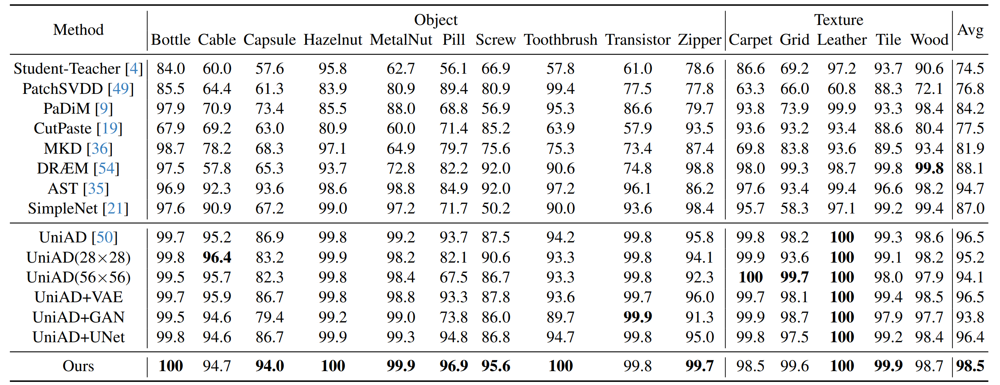 Method Object Texture Avg
Bottle Cable Capsule Hazelnut MetalNut Pill Screw Toothbrush Transistor Zipper Carpet Grid Leather Tile Wood
Student-Teacher [4] 84.0 60.0 57.6 95.8 62.7 56.1 66.9 57.8 61.0 78.6 86.6 69.2 97.2 93.7 90.6 74.5
PatchSVDD [49] 85.5 64.4 61.3 83.9 80.9 89.4 80.9 99.4 77.5 77.8 63.3 66.0 60.8 88.3 72.1 76.8
PaDiM [9] 97.9 70.9 73.4 85.5 88.0 68.8 56.9 95.3 86.6 79.7 93.8 73.9 99.9 93.3 98.4 84.2
CutPaste [19] 67.9 69.2 63.0 80.9 60.0 71.4 85.2 63.9 57.9 93.5 93.6 93.2 93.4 88.6 80.4 77.5
MKD [36] 98.7 78.2 68.3 97.1 64.9 79.7 75.6 75.3 73.4 87.4 69.8 83.8 93.6 89.5 93.4 81.9
DRÆM [54] 97.5 57.8 65.3 93.7 72.8 82.2 92.0 90.6 74.8 98.8 98.0 99.3 98.7 99.8 99.8 88.1
AST [35] 96.9 92.3 93.6 98.6 98.8 84.9 92.0 97.2 96.1 86.2 97.6 93.4 99.4 96.6 98.2 94.7
SimpleNet [21] 97.6 90.9 67.2 99.0 97.2 71.7 50.2 90.0 93.6 98.4 95.7 58.3 97.1 99.2 99.4 87.0
UniAD [50] 99.7 95.2 86.9 99.8 99.2 93.7 87.5 94.2 99.8 95.8 99.8 98.2 100 99.3 98.6 96.5
UniAD(28×28) 99.8 96.4 83.2 99.9 98.2 82.1 90.6 93.3 99.8 94.1 99.9 93.6 100 99.1 98.2 95.2
UniAD(56×56) 99.5 95.7 82.3 99.8 98.4 67.5 86.7 93.3 99.8 92.3 100 99.7 100 98.0 97.9 94.1
UniAD+VAE 99.7 95.9 86.7 99.8 98.8 93.3 87.8 93.6 99.7 96.0 99.7 98.1 100 99.4 98.5 96.5
UniAD+GAN 99.5 94.6 79.4 99.2 99.0 73.8 86.0 89.7 99.9 91.3 99.9 98.7 100 97.9 97.7 93.8
UniAD+UNet 99.8 94.6 86.7 99.9 99.3 94.8 86.8 94.7 99.8 95.0 99.8 97.5 100 99.2 98.4 96.4
Ours 100 94.7 94.0 100 99.9 96.9 95.6 100 99.8 99.7 98.5 99.6 100 99.9 98.7 98.5